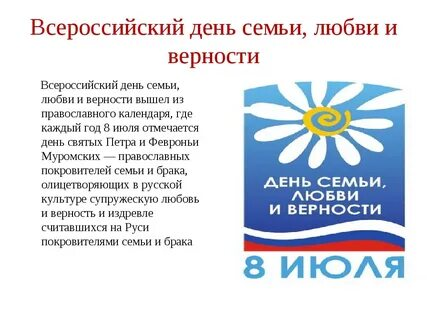 Всероссийский день семьи, любви и
верности
Всероссийский день семьи,
любви и верности вышел из
православного календаря, где
каждый год 8 июля отмечается
день святых Петра и Февроньи
Муромских — православных
покровителей семьи и брака,
олицетворяющих в русской
культуре супружескую любовь
и верность и издревле
считавшихся на Руси
покровителями семьи и брака
ДЕНЬ СЕМЬИ,
ЛЮБВИ
И ВЕРНОСТИ
8 ИЮЛЯ